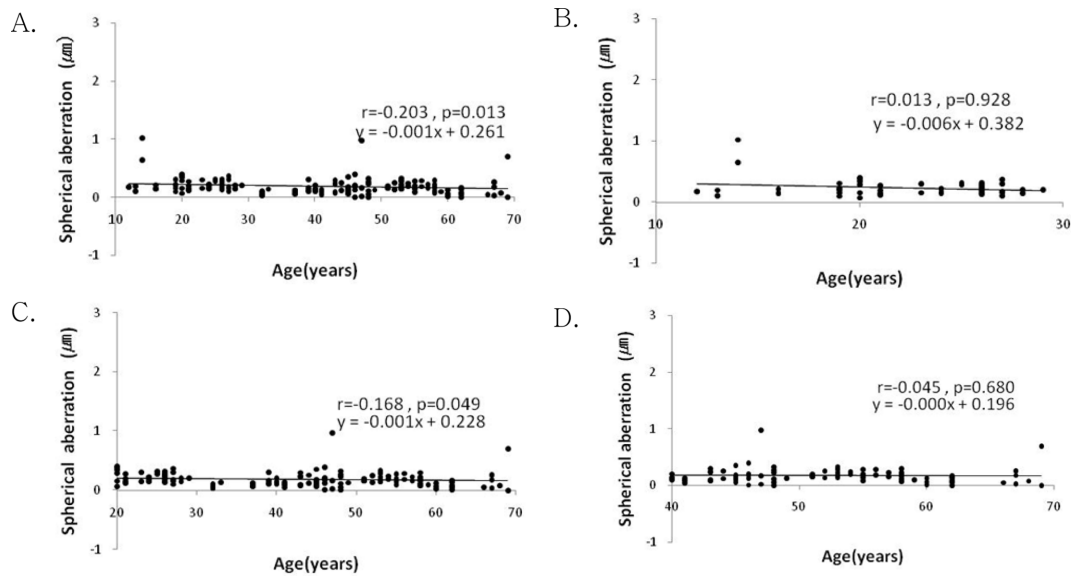 A.
Spherical aberration (㎛)
3
2
1
0
-1
10 20 30 40 50 60 70
r=-0.203 , p=0.013
y = -0.001x + 0.261
Age(years)
B.
Spherical aberration (㎛)
3
2
1
0
-1
10 20 30
r=0.013 , p=0.928
y = -0.006x + 0.382
Age(years)
C.
Spherical aberration (㎛)
3
2
1
0
-1
20 30 40 50 60 70
r=-0.168 , p=0.049
y = -0.001x + 0.228
Age(years)
D.
Spherical aberration (㎛)
3
2
1
0
-1
40 50 60 70
r=-0.045 , p=0.680
y = -0.000x + 0.196
Age(years)